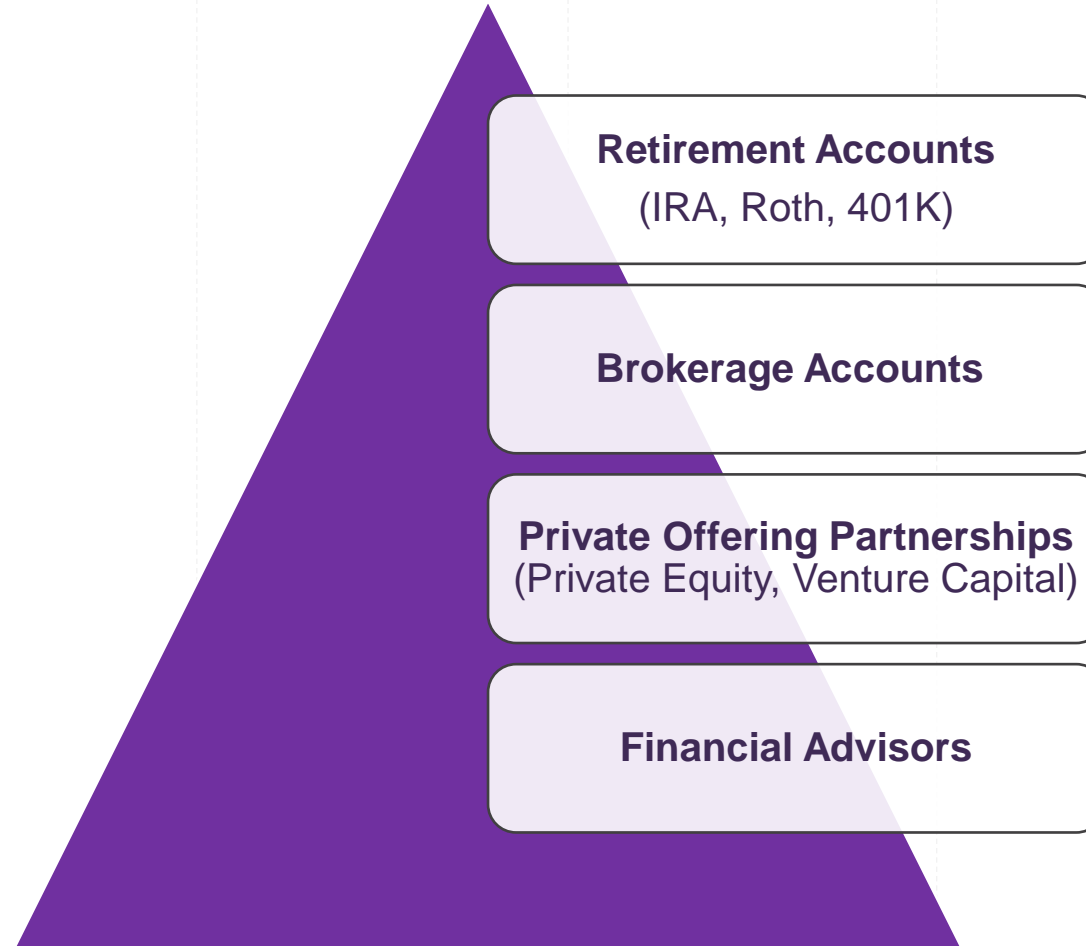 Retirement Accounts
(IRA, Roth, 401K)
Brokerage Accounts
Private Offering Partnerships
(Private Equity, Venture Capital)
Financial Advisors